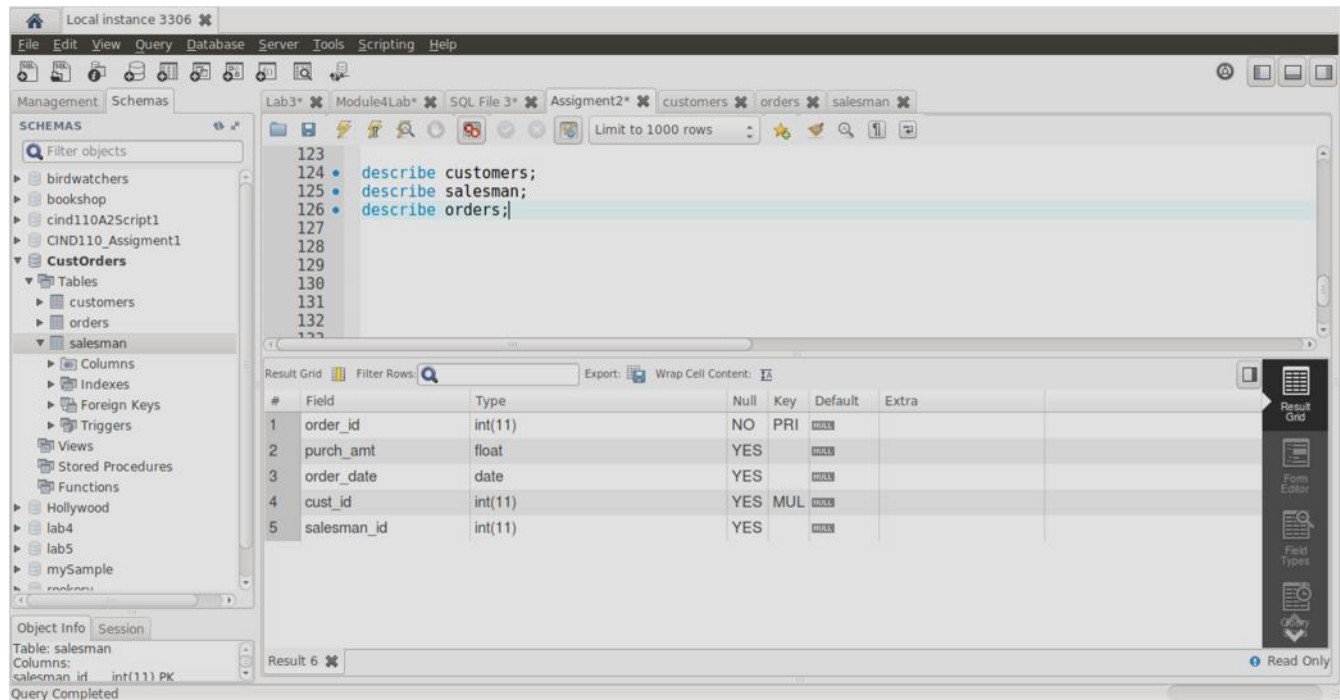 Local instance 3306
File Edit View Query Database Server Tools Scripting Help
Management Schemas
Lab3* Module4Lab* SQL File 3* Assigment2* customers orders salesman
SCHEMAS
Filter objects
birdwatchers
bookshop
cind110A2Script1
CIND110_Assigment1
CustOrders
Tables
customers
orders
salesman
Columns
Indexes
Foreign Keys
Triggers
Views
Stored Procedures
Functions
Hollywood
lab4
lab5
mySample
Object Info Session
Table: salesman
Columns:
salesman_id int(11) PK
Query Completed
Limit to 1000 rows
123
124 describe customers;
125 describe salesman;
126 describe orders;
127
128
129
130
131
132
Result Grid Filter Rows: Export: Wrap Cell Content:
# Field Type Null Key Default Extra
1 order_id int(11) NO PRI NULL
2 purch_amt float YES NULL
3 order_date date YES NULL
4 cust_id int(11) YES MUL NULL
5 salesman_id int(11) YES NULL
Result
Grid
Form
Editor
Field
Types
Result 6
Read Only